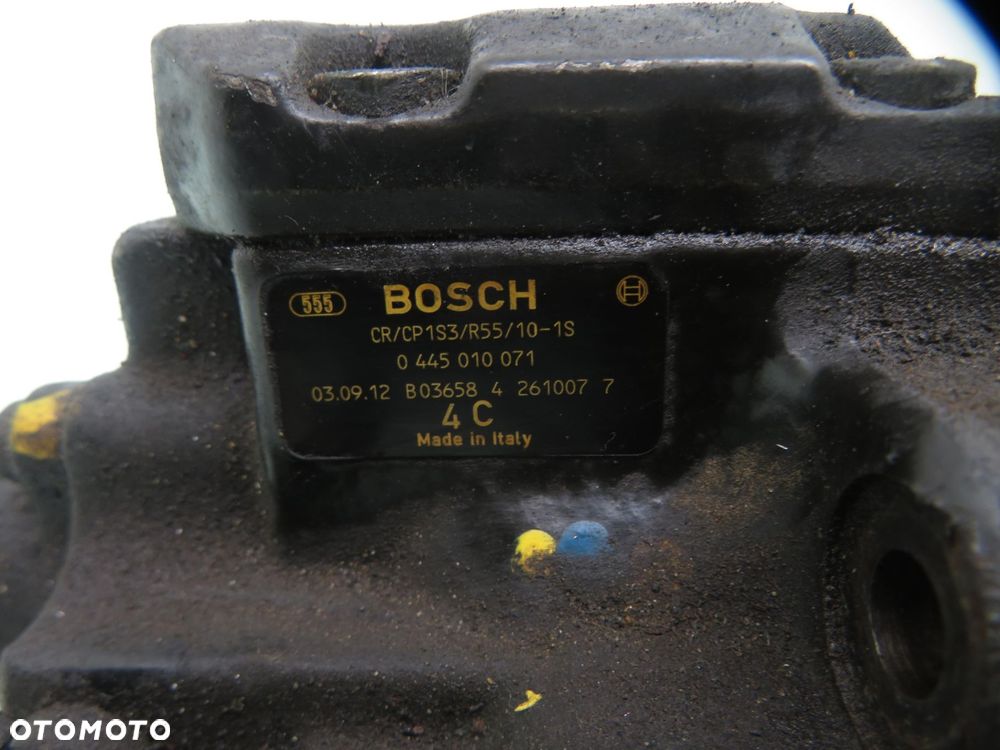 555 BOSCH
CR/CP1S3/R55/10-1S
0 445 010 071
03.09.12 B03658 4 261007 7
4 C
Made in Italy
OTOMOTO